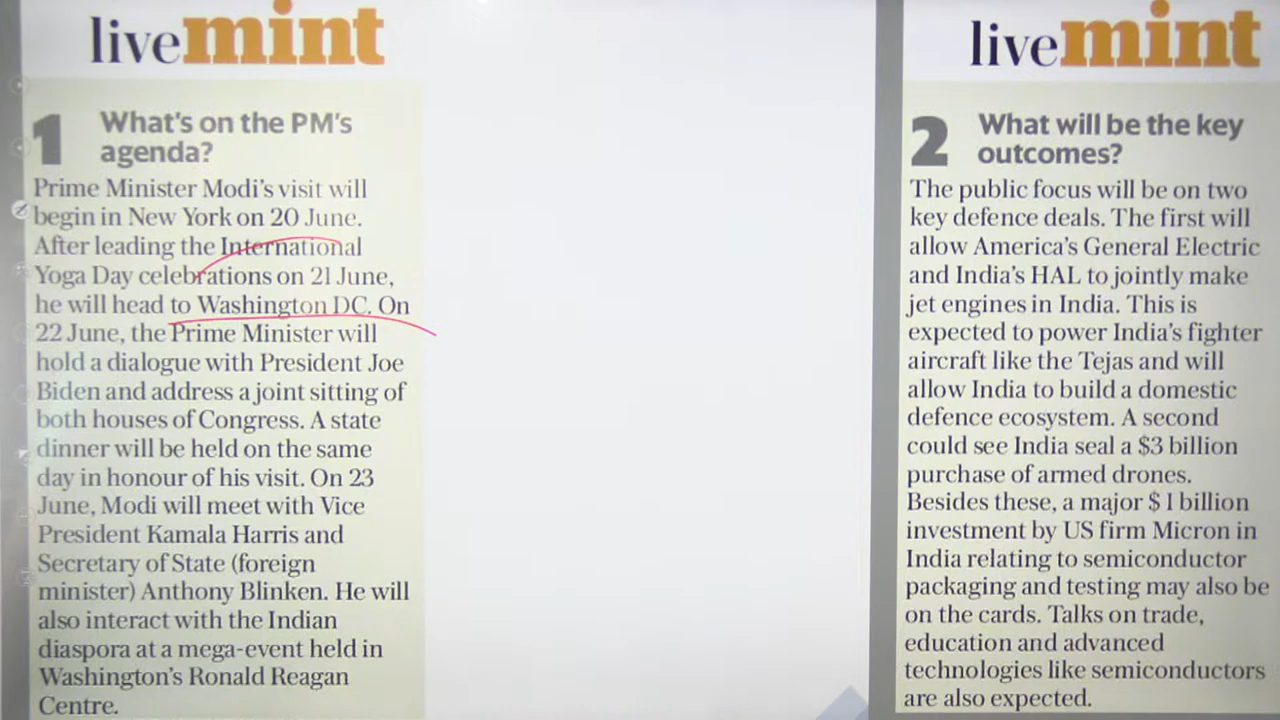 livemint
1 What's on the PM's
agenda?
Prime Minister Modi's visit will
begin in New York on 20 June.
After leading the International
Yoga Day celebrations on 21 June,
he will head to Washington DC. On
22 June, the Prime Minister will
hold a dialogue with President Joe
Biden and address a joint sitting of
both houses of Congress. A state
dinner will be held on the same
day in honour of his visit. On 23
June, Modi will meet with Vice
President Kamala Harris and
Secretary of State (foreign
minister) Anthony Blinken. He will
also interact with the Indian
diaspora at a mega-event held in
Washington's Ronald Reagan
Centre.
livemint
2 What will be the key
outcomes?
The public focus will be on two
key defence deals. The first will
allow America's General Electric
and India's HAL to jointly make
jet engines in India. This is
expected to power India's fighter
aircraft like the Tejas and will
allow India to build a domestic
defence ecosystem. A second
could see India seal a $3 billion
purchase of armed drones.
Besides these, a major $ 1 billion
investment by US firm Micron in
India relating to semiconductor
packaging and testing may also be
on the cards. Talks on trade,
education and advanced
technologies like semiconductors
are also expected.